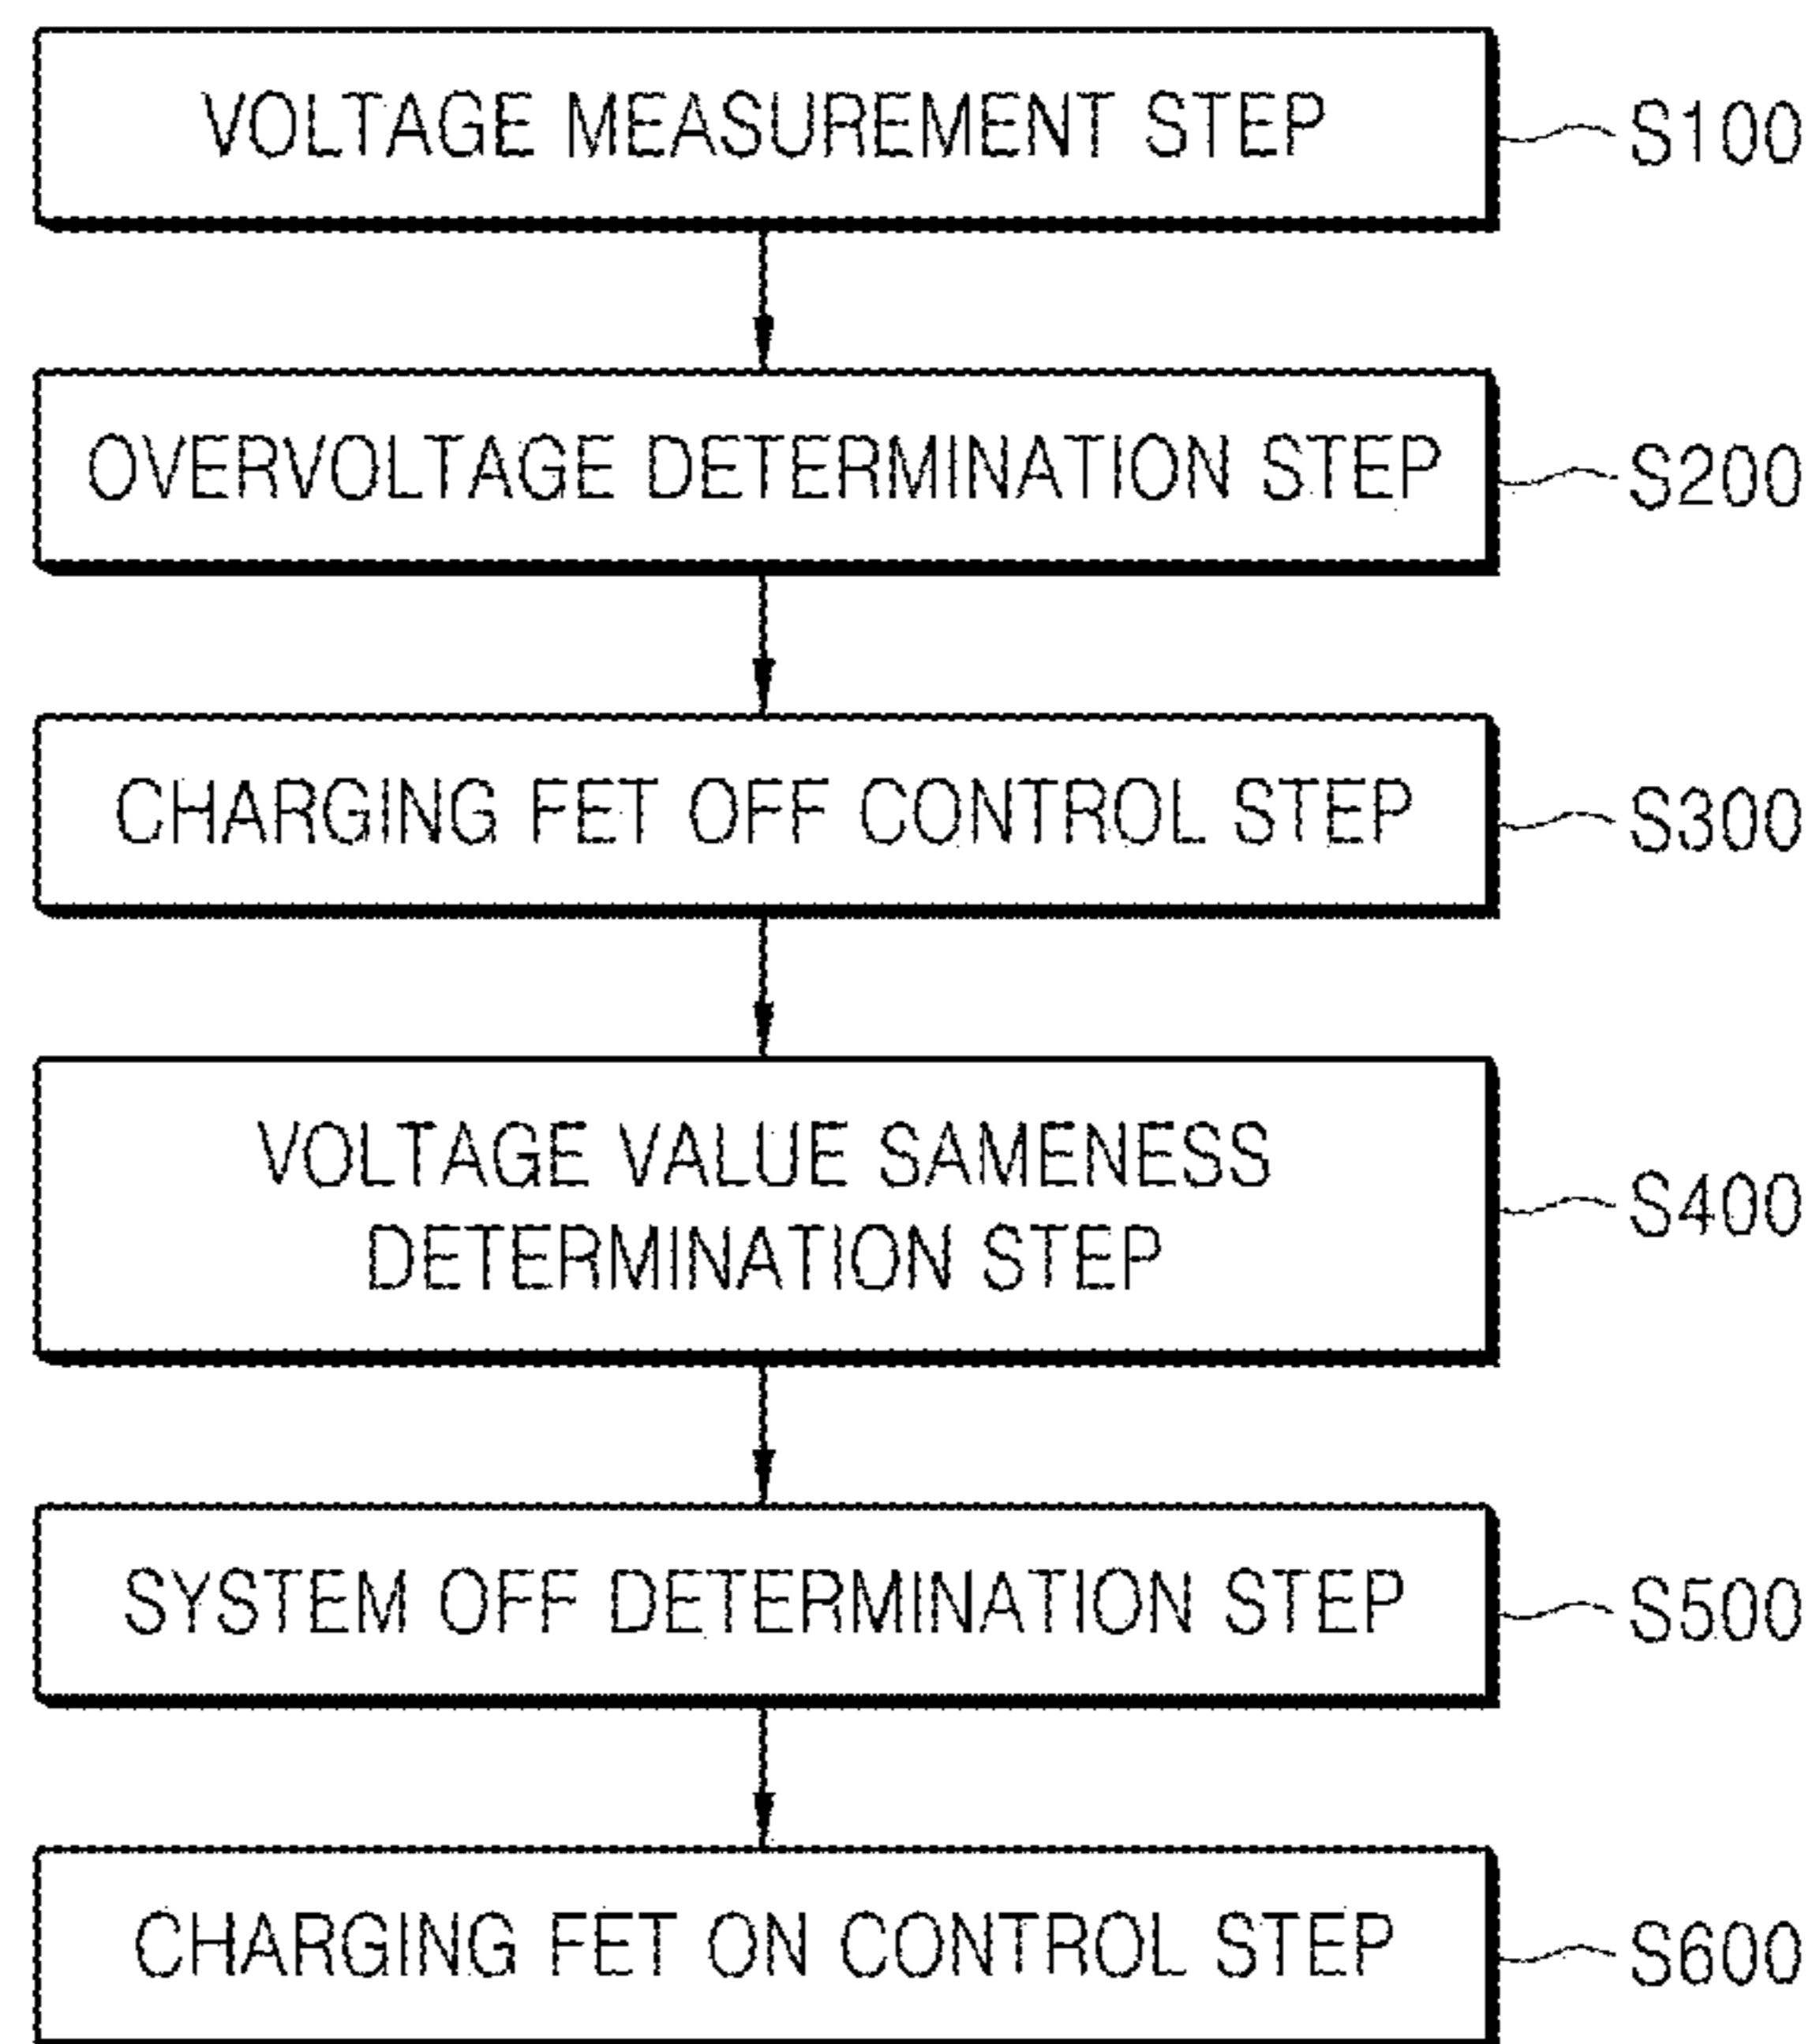 VOLTAGE MEASUREMENT STEP
S100
OVERVOLTAGE DETERMINATION STEP
S200
CHARGING FET OFF CONTROL STEP
S300
VOLTAGE VALUE SAMENESS
DETERMINATION STEP
S400
SYSTEM OFF DETERMINATION STEP
S500
CHARGING FET ON CONTROL STEP
S600